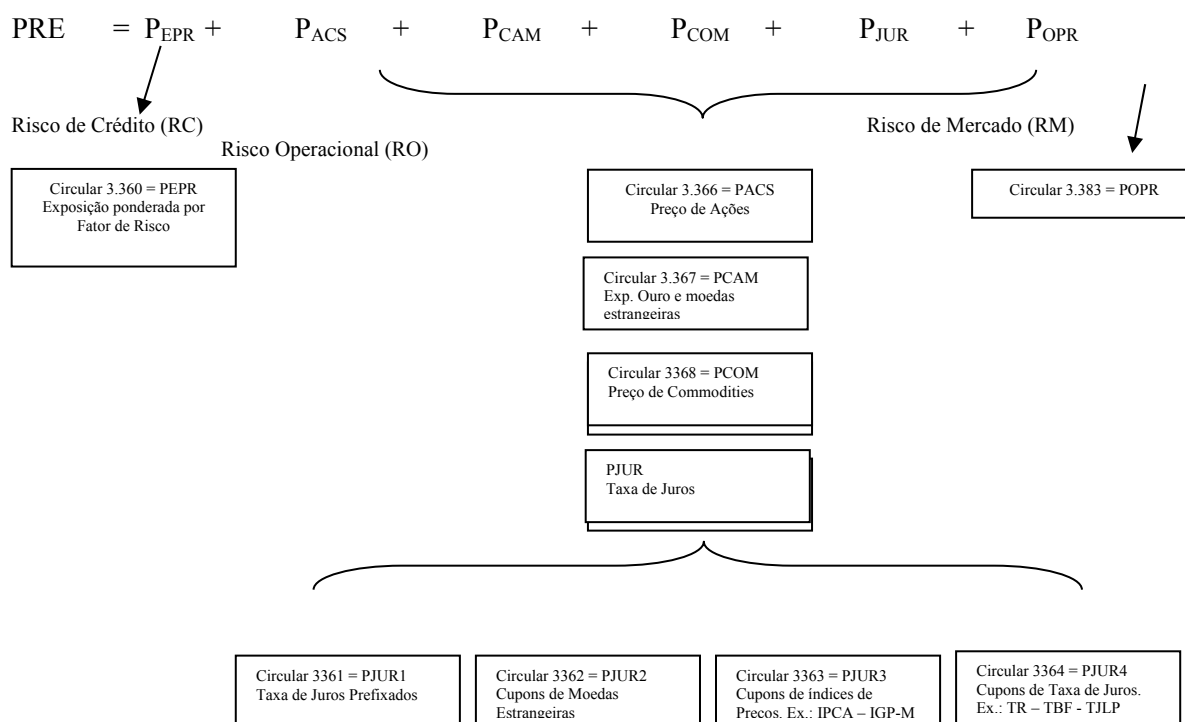 PRE = PEPR + PACS + PCAM + PCOM + PJUR + POPR
Risco de Crédito (RC)
Risco de Mercado (RM)
Risco Operacional (RO)
Circular 3.360 = PEPR
Exposição ponderada por
Fator de Risco
Circular 3.366 = PACS
Preço de Ações
Circular 3.383 = POPR
Circular 3.367 = PCAM
Exp. Ouro e moedas
estrangeiras
Circular 3368 = PCOM
Preço de Commodities
PJUR
Taxa de Juros
Circular 3361 = PJUR1
Taxa de Juros Prefixados
Circular 3362 = PJUR2
Cupons de Moedas
Estrangeiras
Circular 3363 = PJUR3
Cupons de índices de
Preços. Ex.: IPCA – IGP-M
Circular 3364 = PJUR4
Cupons de Taxa de Juros.
Ex.: TR – TBF - TJLP